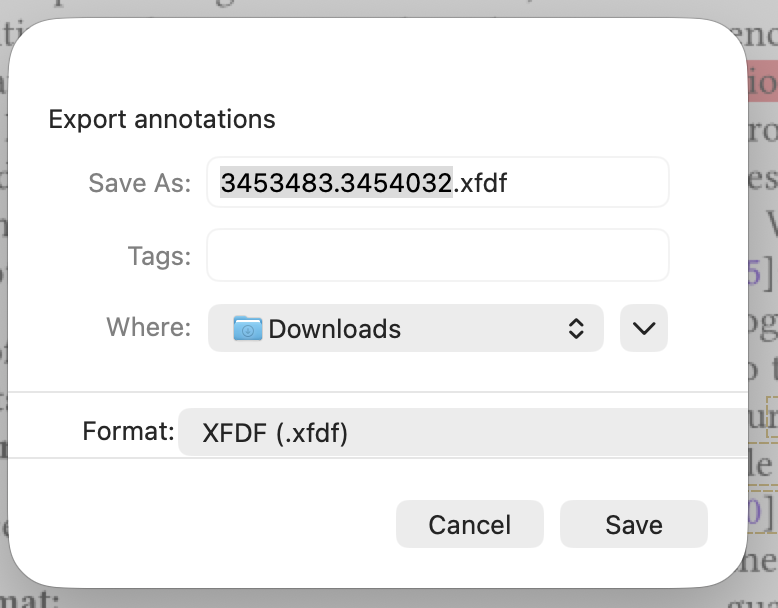 Export annotations
Save As: 3453483.3454032.xfdf
Tags:
Where: Downloads
Format: XFDF (.xfdf)
Cancel Save